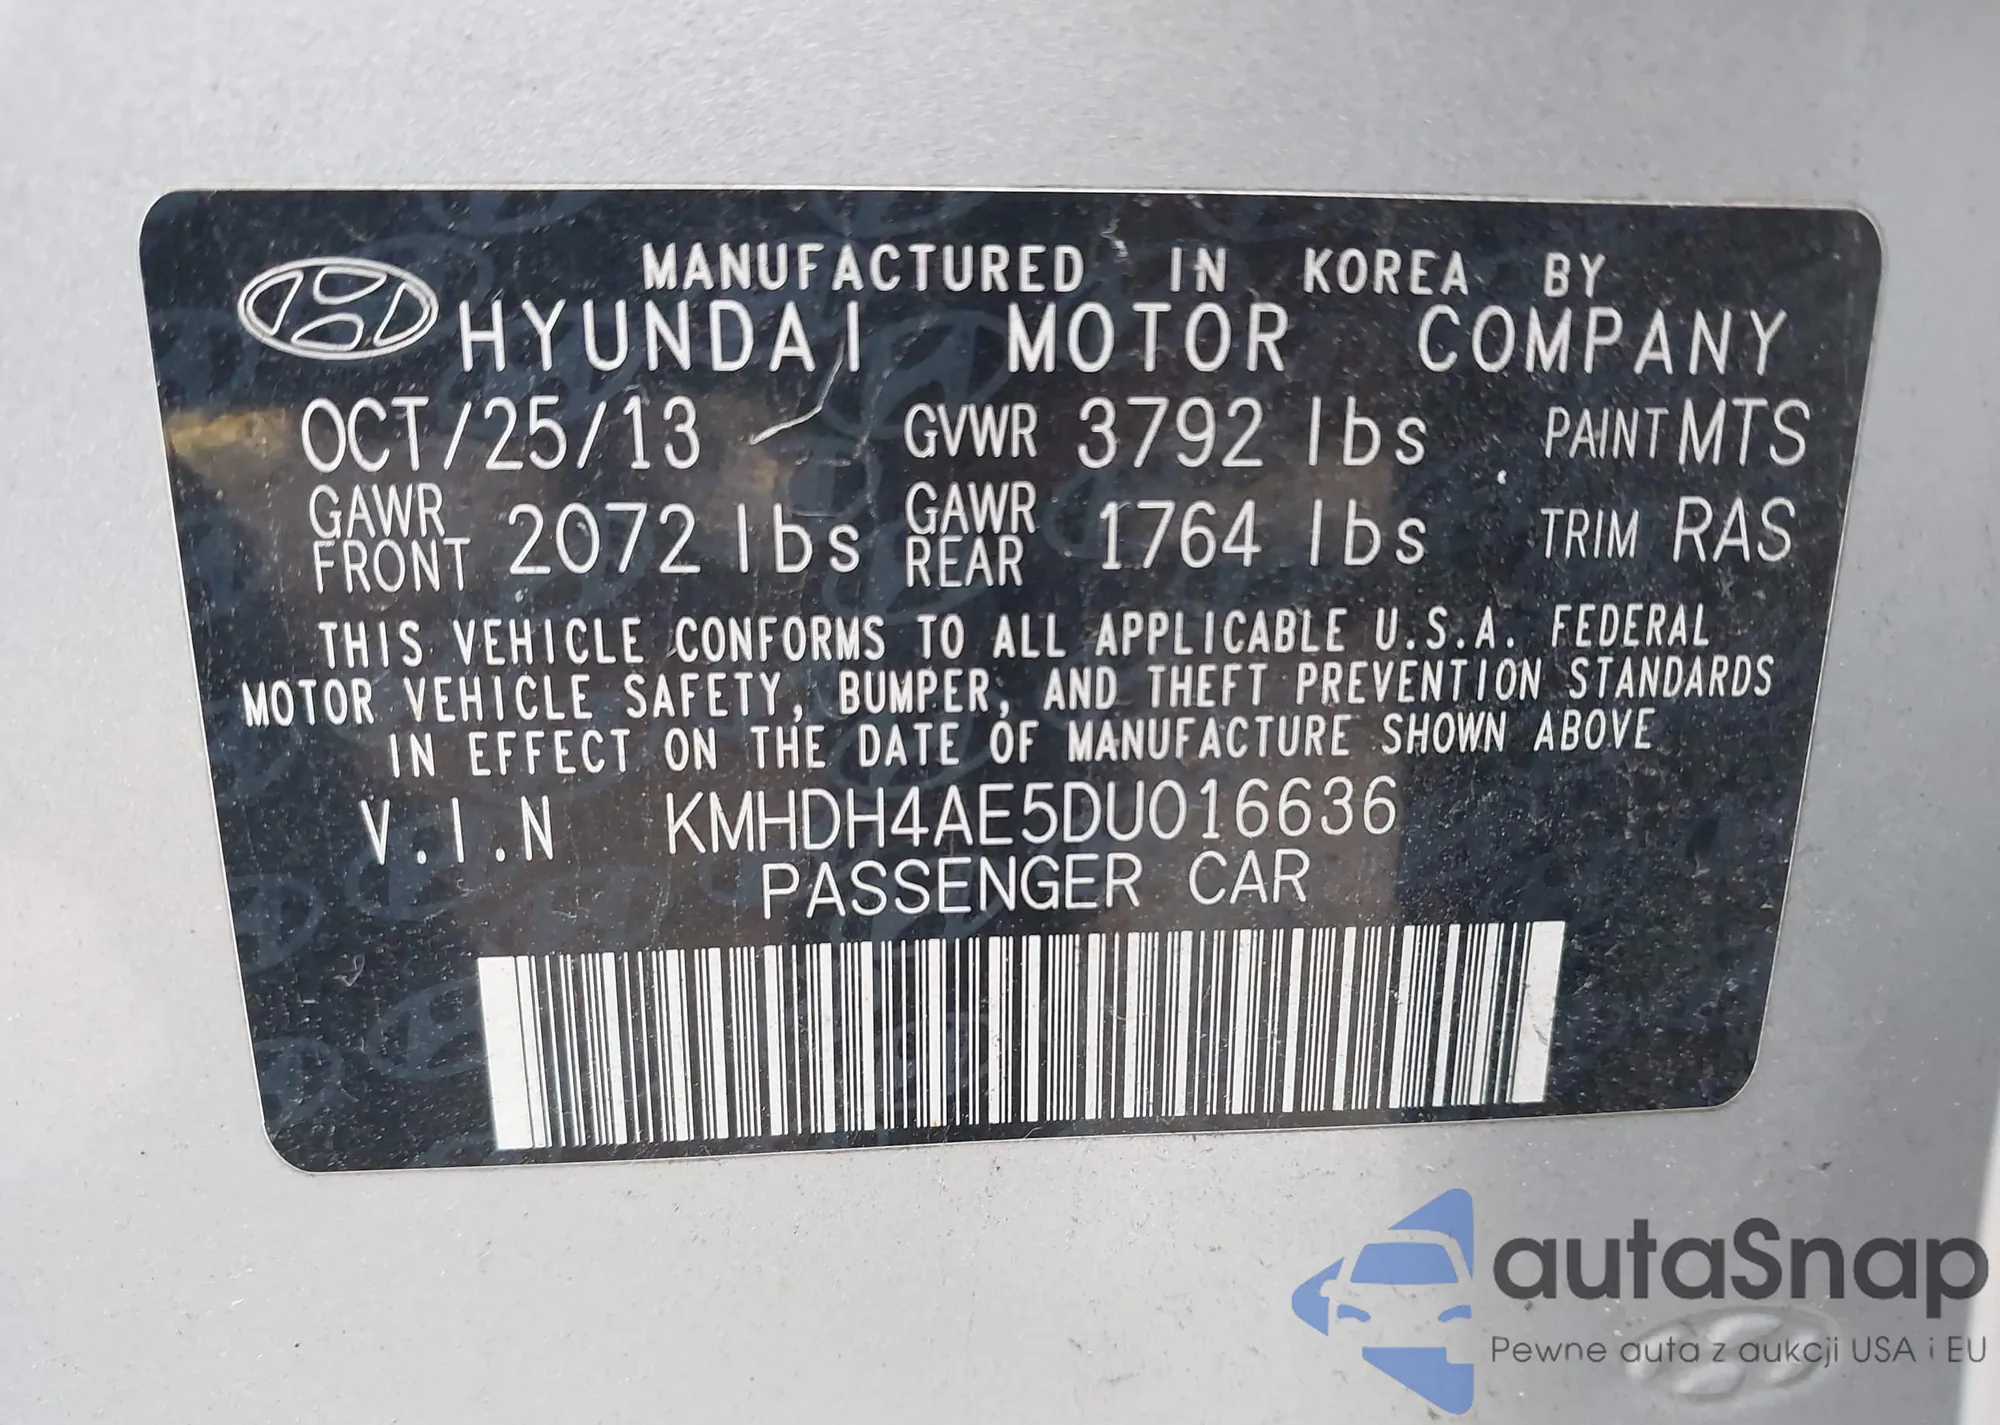 MANUFACTURED IN KOREA BY
HYUNDAI MOTOR COMPANY
OCT/25/13 GVWR 3792 lbs PAINT MTS
GAWR FRONT 2072 lbs GAWR REAR 1764 lbs TRIM RAS
THIS VEHICLE CONFORMS TO ALL APPLICABLE U.S.A. FEDERAL
MOTOR VEHICLE SAFETY, BUMPER, AND THEFT PREVENTION STANDARDS
IN EFFECT ON THE DATE OF MANUFACTURE SHOWN ABOVE
V.I.N KMHDH4AE5DU016636
PASSENGER CAR
autaSnap
Pewne auta z aukcji USA i EU